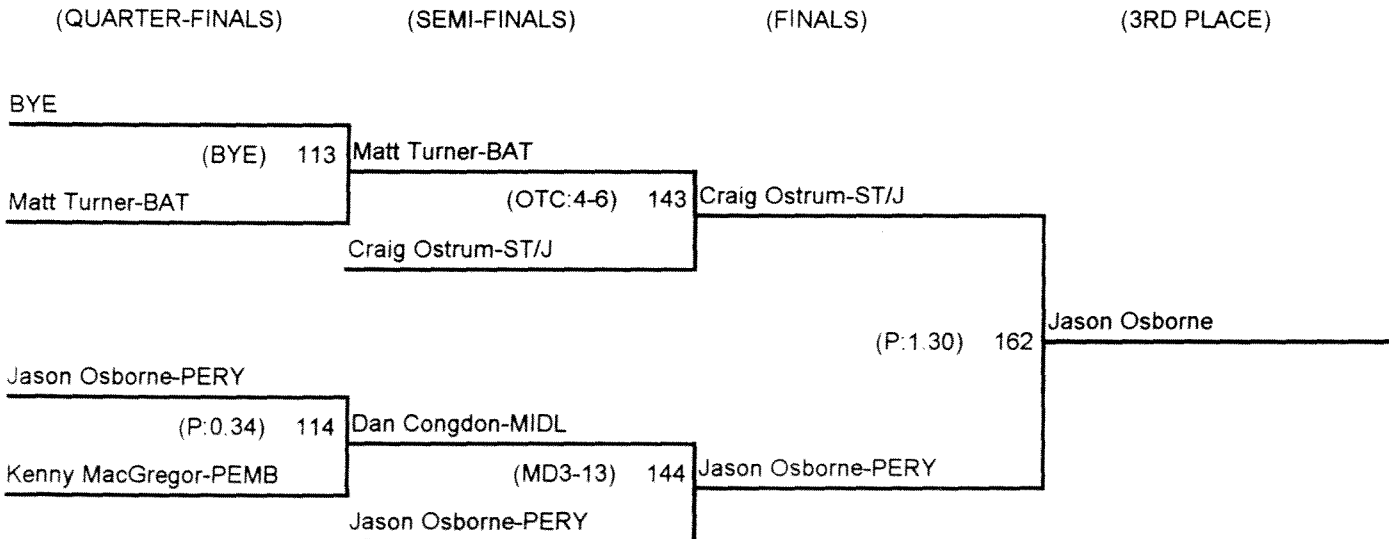 (QUARTER-FINALS) (SEMI-FINALS) (FINALS) (3RD PLACE)
BYE
(BYE) 113 Matt Turner-BAT
Matt Turner-BAT (OTC:4-6) 143 Craig Ostrum-ST/J
Craig Ostrum-ST/J
(P:1.30) 162 Jason Osborne
Jason Osborne-PERY
(P:0.34) 114 Dan Congdon-MIDL
Kenny MacGregor-PEMB (MD3-13) 144 Jason Osborne-PERY
Jason Osborne-PERY